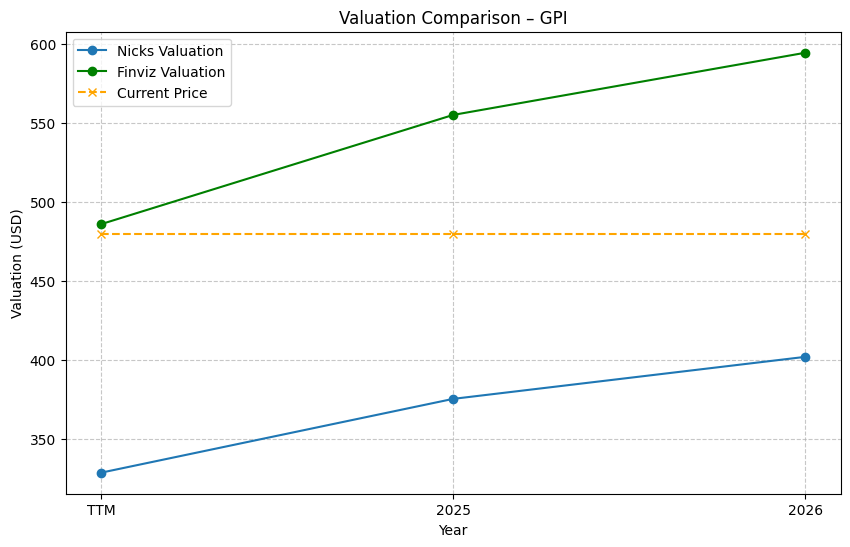 Valuation Comparison – GPI
Nicks Valuation
Finviz Valuation
Current Price
Valuation (USD)
600
550
500
450
400
350
TTM
2025
2026
Year